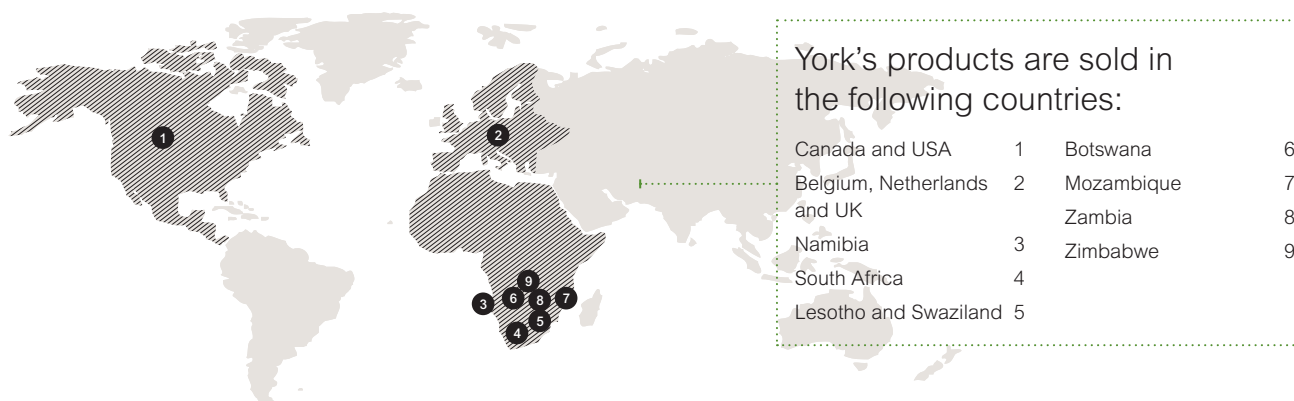 York's products are sold in
the following countries:
Canada and USA 1
Belgium, Netherlands 2
and UK
Namibia 3
South Africa 4
Lesotho and Swaziland 5
Botswana 6
Mozambique 7
Zambia 8
Zimbabwe 9
1
2
9
3
6
8
7
5
4